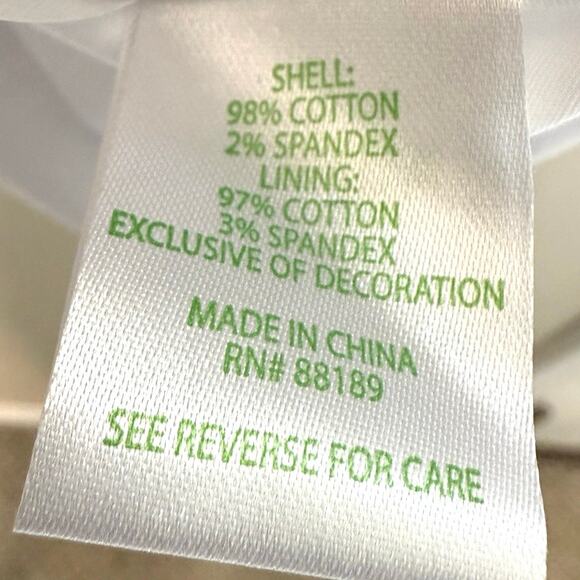 SHELL:
98% COTTON
2% SPANDEX
LINING:
97% COTTON
3% SPANDEX
EXCLUSIVE OF DECORATION
MADE IN CHINA
RN# 88189
SEE REVERSE FOR CARE